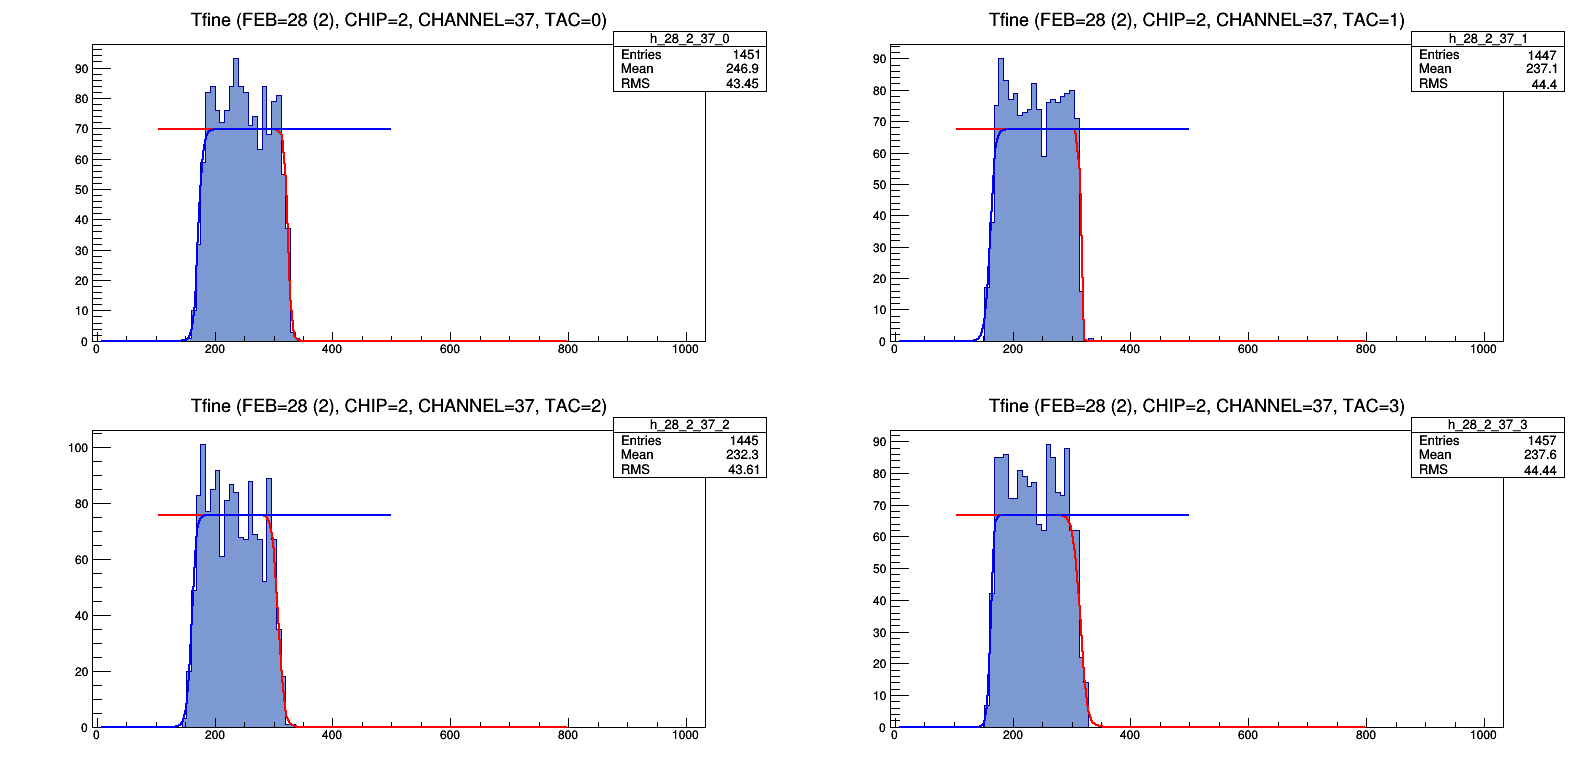 Tfine (FEB=28 (2), CHIP=2, CHANNEL=37, TAC=0)
h_28_2_37_0
Entries 1451
Mean 246.9
RMS 43.45
90
80
70
60
50
40
30
20
10
0
0 200 400 600 800 1000
Tfine (FEB=28 (2), CHIP=2, CHANNEL=37, TAC=1)
h_28_2_37_1
Entries 1447
Mean 237.1
RMS 44.4
90
80
70
60
50
40
30
20
10
0
0 200 400 600 800 1000
Tfine (FEB=28 (2), CHIP=2, CHANNEL=37, TAC=2)
h_28_2_37_2
Entries 1445
Mean 232.3
RMS 43.61
100
80
60
40
20
0
0 200 400 600 800 1000
Tfine (FEB=28 (2), CHIP=2, CHANNEL=37, TAC=3)
h_28_2_37_3
Entries 1457
Mean 237.6
RMS 44.44
90
80
70
60
50
40
30
20
10
0
0 200 400 600 800 1000